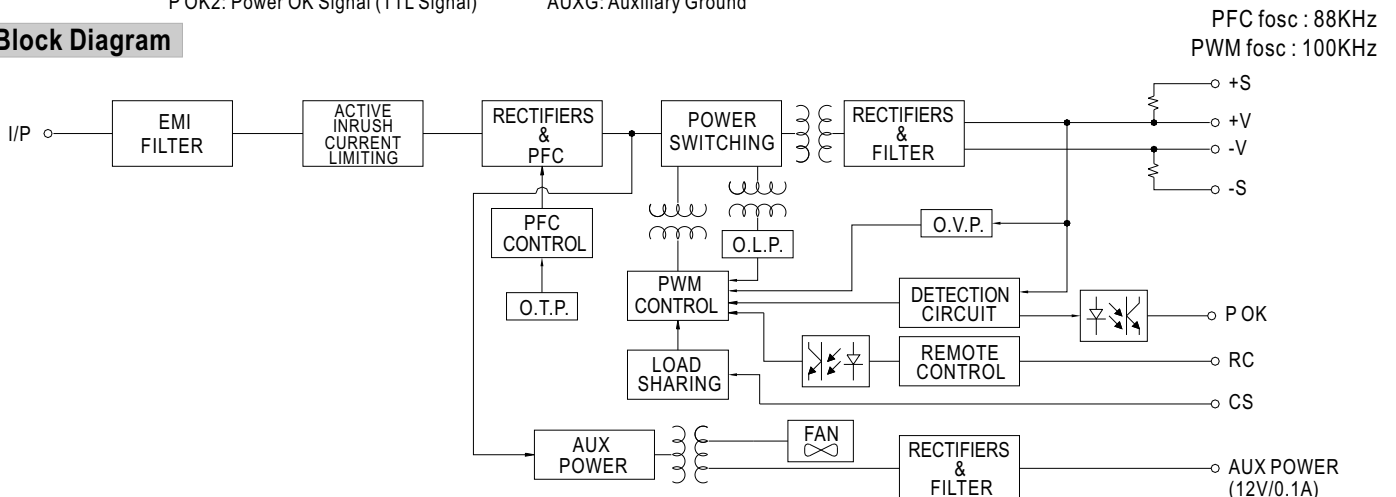 P OK2: Power OK Signal (TTL Signal) AUXG: Auxiliary Ground
Block Diagram
PFC fosc : 88KHz
PWM fosc : 100KHz
I/P
EMI
FILTER
ACTIVE
INRUSH
CURRENT
LIMITING
RECTIFIERS
&
PFC
POWER
SWITCHING
RECTIFIERS
&
FILTER
+S
+V
-V
-S
PFC
CONTROL
O.T.P.
O.L.P.
O.V.P.
PWM
CONTROL
DETECTION
CIRCUIT
P OK
LOAD
SHARING
REMOTE
CONTROL
RC
CS
AUX
POWER
FAN
RECTIFIERS
&
FILTER
AUX POWER
(12V/0.1A)